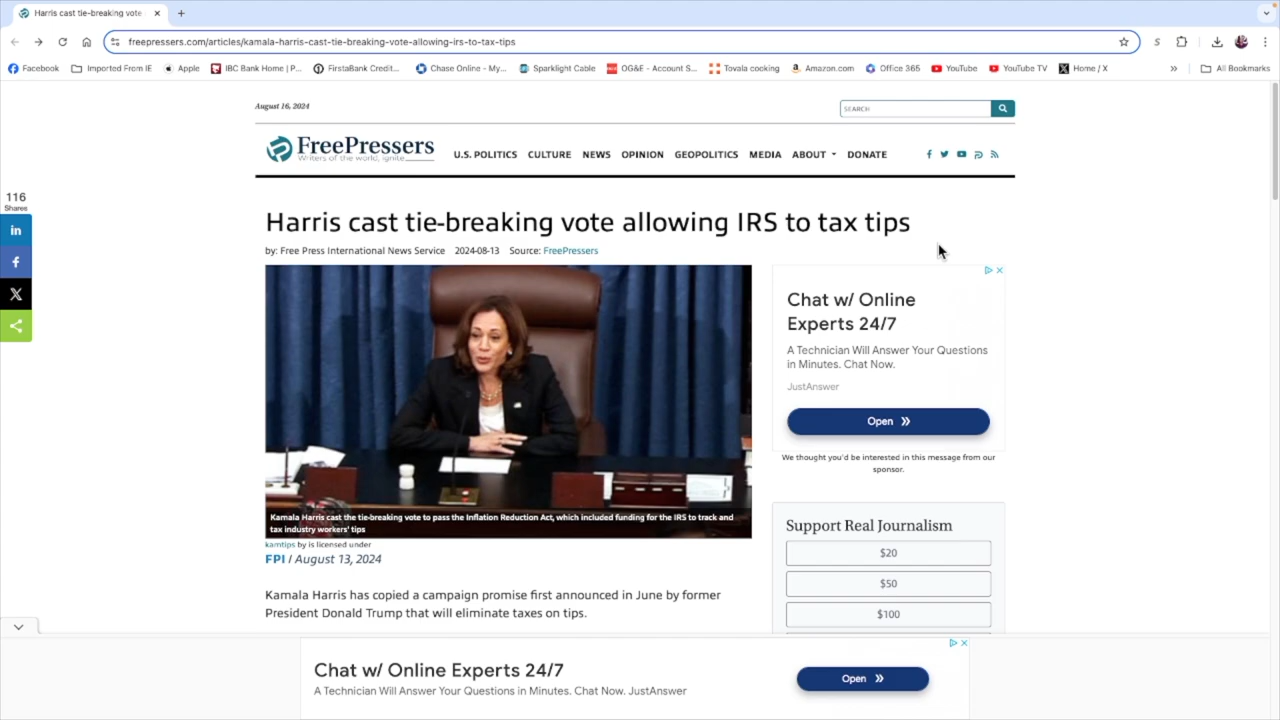 Harris cast tie-breaking vote
freepressers.com/articles/kamala-harris-cast-tie-breaking-vote-allowing-irs-to-tax-tips
Facebook Imported From IE Apple IBC Bank Home | P... FirstaBank Credit... Chase Online - My... Sparklight Cable OG&E - Account S... Tovala cooking Amazon.com Office 365 YouTube YouTube TV Home / X » All Bookmarks
August 16, 2024
SEARCH
FreePressers
Writers of the world, ignite
U.S. POLITICS CULTURE NEWS OPINION GEOPOLITICS MEDIA ABOUT DONATE
116
Shares
Harris cast tie-breaking vote allowing IRS to tax tips
by: Free Press International News Service 2024-08-13 Source: FreePressers
Kamala Harris cast the tie-breaking vote to pass the Inflation Reduction Act, which included funding for the IRS to track and
tax industry workers' tips
kamtips by is licensed under
FPI / August 13, 2024
Kamala Harris has copied a campaign promise first announced in June by former
President Donald Trump that will eliminate taxes on tips.
Chat w/ Online
Experts 24/7
A Technician Will Answer Your Questions
in Minutes. Chat Now.
JustAnswer
Open »
We thought you'd be interested in this message from our
sponsor.
Support Real Journalism
$20
$50
$100
Chat w/ Online Experts 24/7
A Technician Will Answer Your Questions in Minutes. Chat Now. JustAnswer
Open »